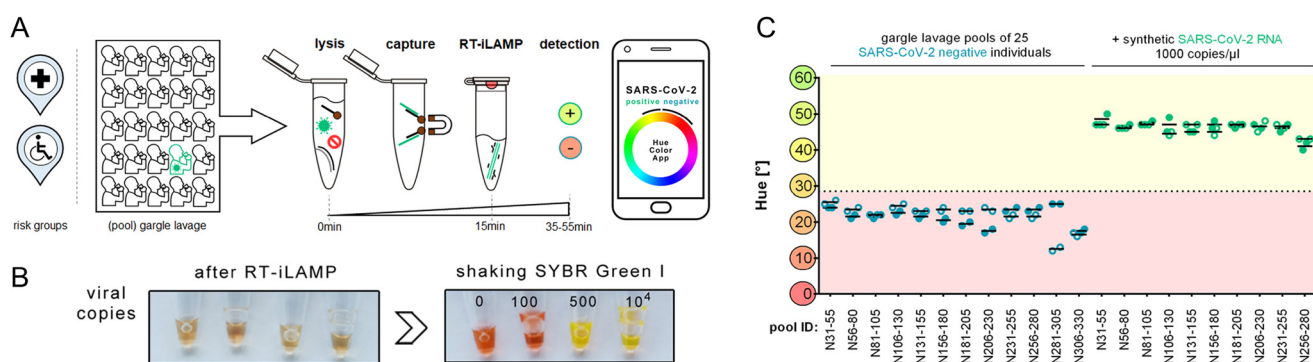 A
lysis
capture
RT-iLAMP
detection
SARS-CoV-2
positive negative
Hue
Color
App
+
-
0min
15min
35-55min
risk groups
(pool) gargle lavage
B
after RT-iLAMP
shaking SYBR Green I
viral
copies
0 100 500 10⁴
C
gargle lavage pools of 25
SARS-CoV-2 negative individuals
+ synthetic SARS-CoV-2 RNA
1000 copies/µl
Hue [°]
60
50
40
30
20
10
0
pool ID:
N31-55
N56-80
N81-105
N106-130
N131-155
N156-180
N181-205
N206-230
N231-255
N256-280
N281-305
N306-330
N31-55
N56-80
N81-105
N106-130
N131-155
N156-180
N181-205
N206-230
N231-255
N256-280